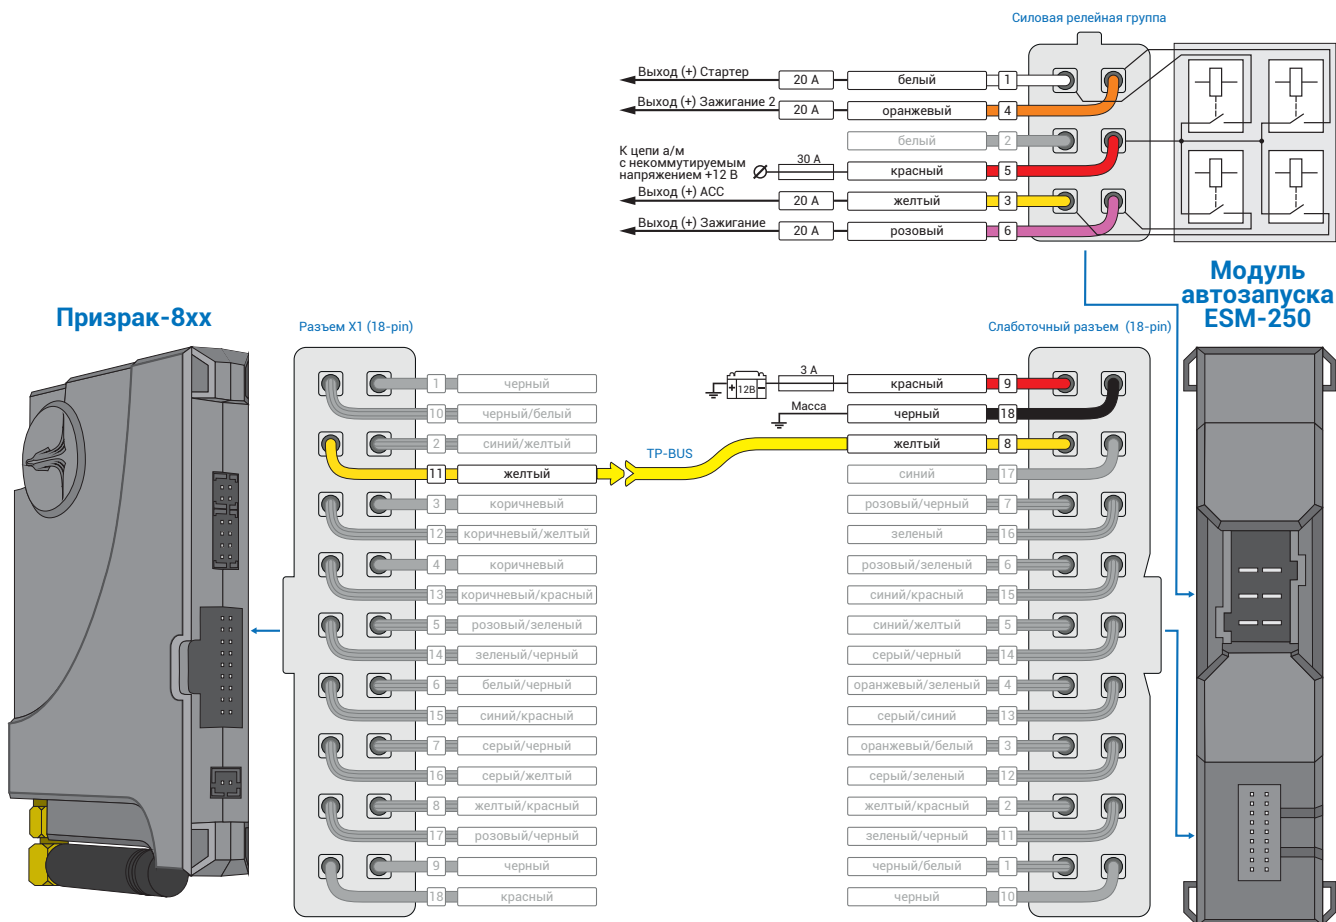 Силовая релейная группа
Выход (+) Стартер 20 А белый 1
Выход (+) Зажигание 2 20 А оранжевый 4
белый 2
К цепи а/м
с некоммутируемым
напряжением +12 В 30 А красный 5
Выход (+) ACC 20 А желтый 3
Выход (+) Зажигание 20 А розовый 6
Модуль
автозапуска
ESM-250
Призрак-8xx
Разъем X1 (18-pin)
Слаботочный разъем (18-pin)
1 черный
10 черный/белый
2 синий/желтый
11 желтый
3 коричневый
12 коричневый/желтый
4 коричневый
13 коричневый/красный
5 розовый/зеленый
14 зеленый/черный
6 белый/черный
15 синий/красный
7 серый/черный
16 серый/желтый
8 желтый/красный
17 розовый/черный
9 черный
18 красный
TP-BUS
+ 12В − 3 А красный 9
Масса черный 18
желтый 8
синий 17
розовый/черный 7
зеленый 16
розовый/зеленый 6
синий/красный 15
синий/желтый 5
серый/черный 14
оранжевый/зеленый 4
серый/синий 13
оранжевый/белый 3
серый/зеленый 12
желтый/красный 2
зеленый/черный 11
черный/белый 1
черный 10